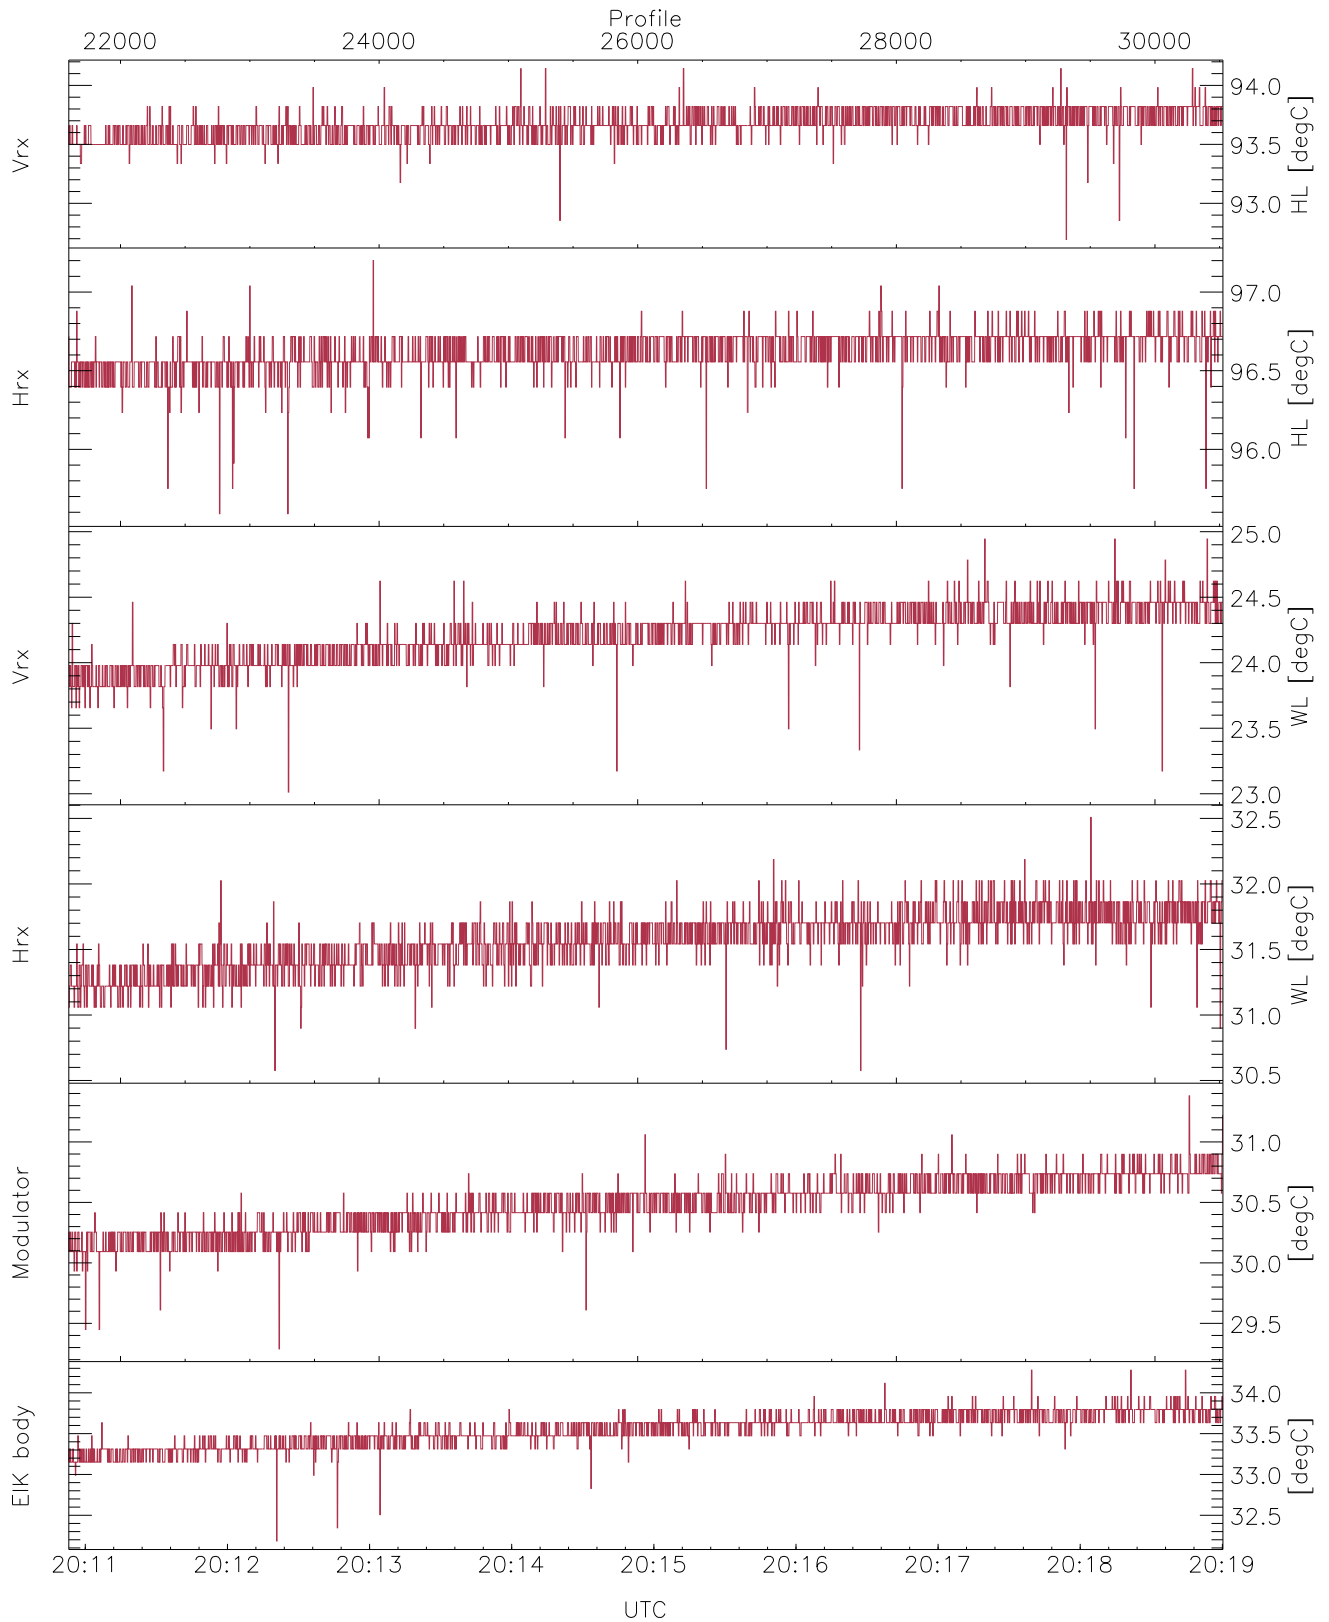 Profile
22000 24000 26000 28000 30000
Vrx
94.0
93.5
93.0
HL [degC]
Hrx
97.0
96.5
96.0
HL [degC]
Vrx
25.0
24.5
24.0
23.5
23.0
WL [degC]
Hrx
32.5
32.0
31.5
31.0
30.5
WL [degC]
Modulator
31.0
30.5
30.0
29.5
[degC]
EIK body
34.0
33.5
33.0
32.5
[degC]
20:11 20:12 20:13 20:14 20:15 20:16 20:17 20:18 20:19
UTC